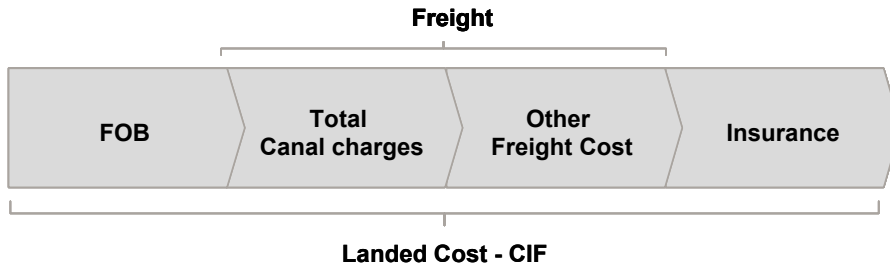 Freight
FOB
Total
Canal charges
Other
Freight Cost
Insurance
Landed Cost - CIF